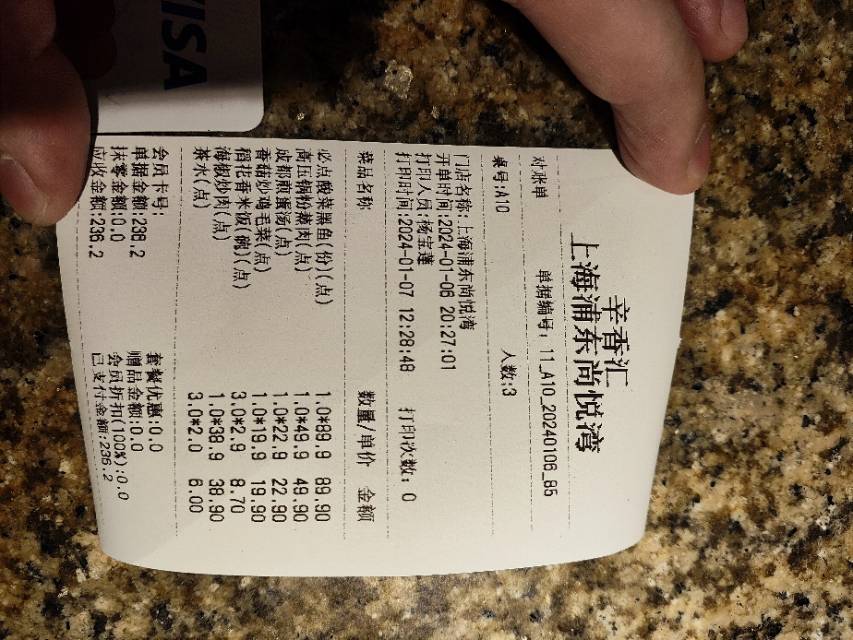 VISA
辛香汇
上海浦东尚悦湾
对账单 单据编号: 11_A10_20240106_85
桌号:A10 人数:3
门店名称:上海浦东尚悦湾
开单时间:2024-01-06 20:27:01
打印人员:杨宝莲
打印时间:2024-01-07 12:28:48 打印次数: 0
菜品名称 数量/单价 金额
必点酸菜黑鱼(份)(点) 1.0*89.9 89.90
高压锅粉蒸肉(点) 1.0*49.9 49.90
成都煎蛋汤(点) 1.0*22.9 22.90
香菇炒鸡毛菜(点) 1.0*19.9 19.90
稻花香米饭(碗)(点) 3.0*2.9 8.70
海椒炒肉(点) 1.0*38.9 38.90
茶水(点) 3.0*2.0 6.00
会员卡号:
单据金额:236.2 套餐优惠:0.0
抹零金额:0.0 赠品金额:0.0
会员折扣(100%):0.0
应收金额:236.2 已支付金额:236.2